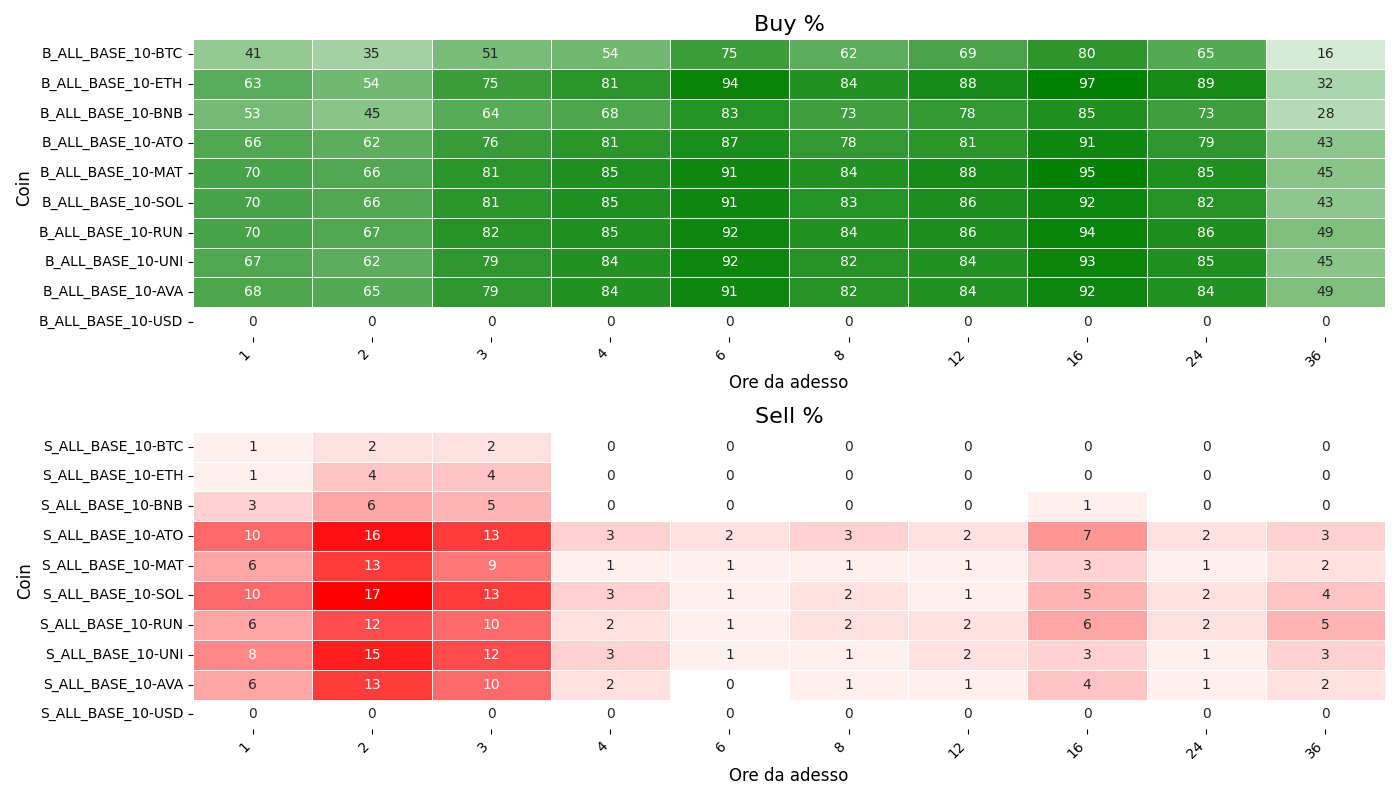 Buy %
Coin
B_ALL_BASE_10-BTC 41 35 51 54 75 62 69 80 65 16
B_ALL_BASE_10-ETH 63 54 75 81 94 84 88 97 89 32
B_ALL_BASE_10-BNB 53 45 64 68 83 73 78 85 73 28
B_ALL_BASE_10-ATO 66 62 76 81 87 78 81 91 79 43
B_ALL_BASE_10-MAT 70 66 81 85 91 84 88 95 85 45
B_ALL_BASE_10-SOL 70 66 81 85 91 83 86 92 82 43
B_ALL_BASE_10-RUN 70 67 82 85 92 84 86 94 86 49
B_ALL_BASE_10-UNI 67 62 79 84 92 82 84 93 85 45
B_ALL_BASE_10-AVA 68 65 79 84 91 82 84 92 84 49
B_ALL_BASE_10-USD 0 0 0 0 0 0 0 0 0 0
1 2 3 4 6 8 12 16 24 36
Ore da adesso
Sell %
Coin
S_ALL_BASE_10-BTC 1 2 2 0 0 0 0 0 0 0
S_ALL_BASE_10-ETH 1 4 4 0 0 0 0 0 0 0
S_ALL_BASE_10-BNB 3 6 5 0 0 0 0 1 0 0
S_ALL_BASE_10-ATO 10 16 13 3 2 3 2 7 2 3
S_ALL_BASE_10-MAT 6 13 9 1 1 1 1 3 1 2
S_ALL_BASE_10-SOL 10 17 13 3 1 2 1 5 2 4
S_ALL_BASE_10-RUN 6 12 10 2 1 2 2 6 2 5
S_ALL_BASE_10-UNI 8 15 12 3 1 1 2 3 1 3
S_ALL_BASE_10-AVA 6 13 10 2 0 1 1 4 1 2
S_ALL_BASE_10-USD 0 0 0 0 0 0 0 0 0 0
1 2 3 4 6 8 12 16 24 36
Ore da adesso